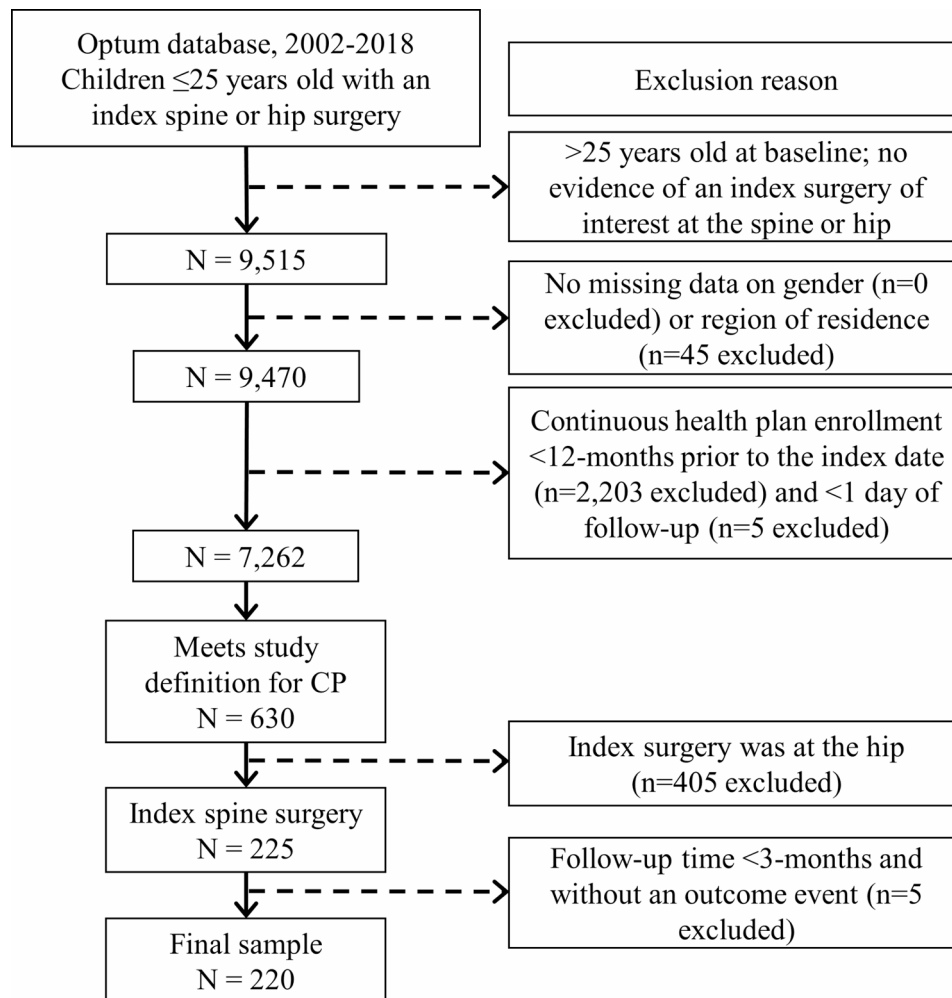 Optum database, 2002-2018
Children ≤25 years old with an
index spine or hip surgery
Exclusion reason
>25 years old at baseline; no
evidence of an index surgery of
interest at the spine or hip
N = 9,515
No missing data on gender (n=0
excluded) or region of residence
(n=45 excluded)
N = 9,470
Continuous health plan enrollment
<12-months prior to the index date
(n=2,203 excluded) and <1 day of
follow-up (n=5 excluded)
N = 7,262
Meets study
definition for CP
N = 630
Index surgery was at the hip
(n=405 excluded)
Index spine surgery
N = 225
Follow-up time <3-months and
without an outcome event (n=5
excluded)
Final sample
N = 220